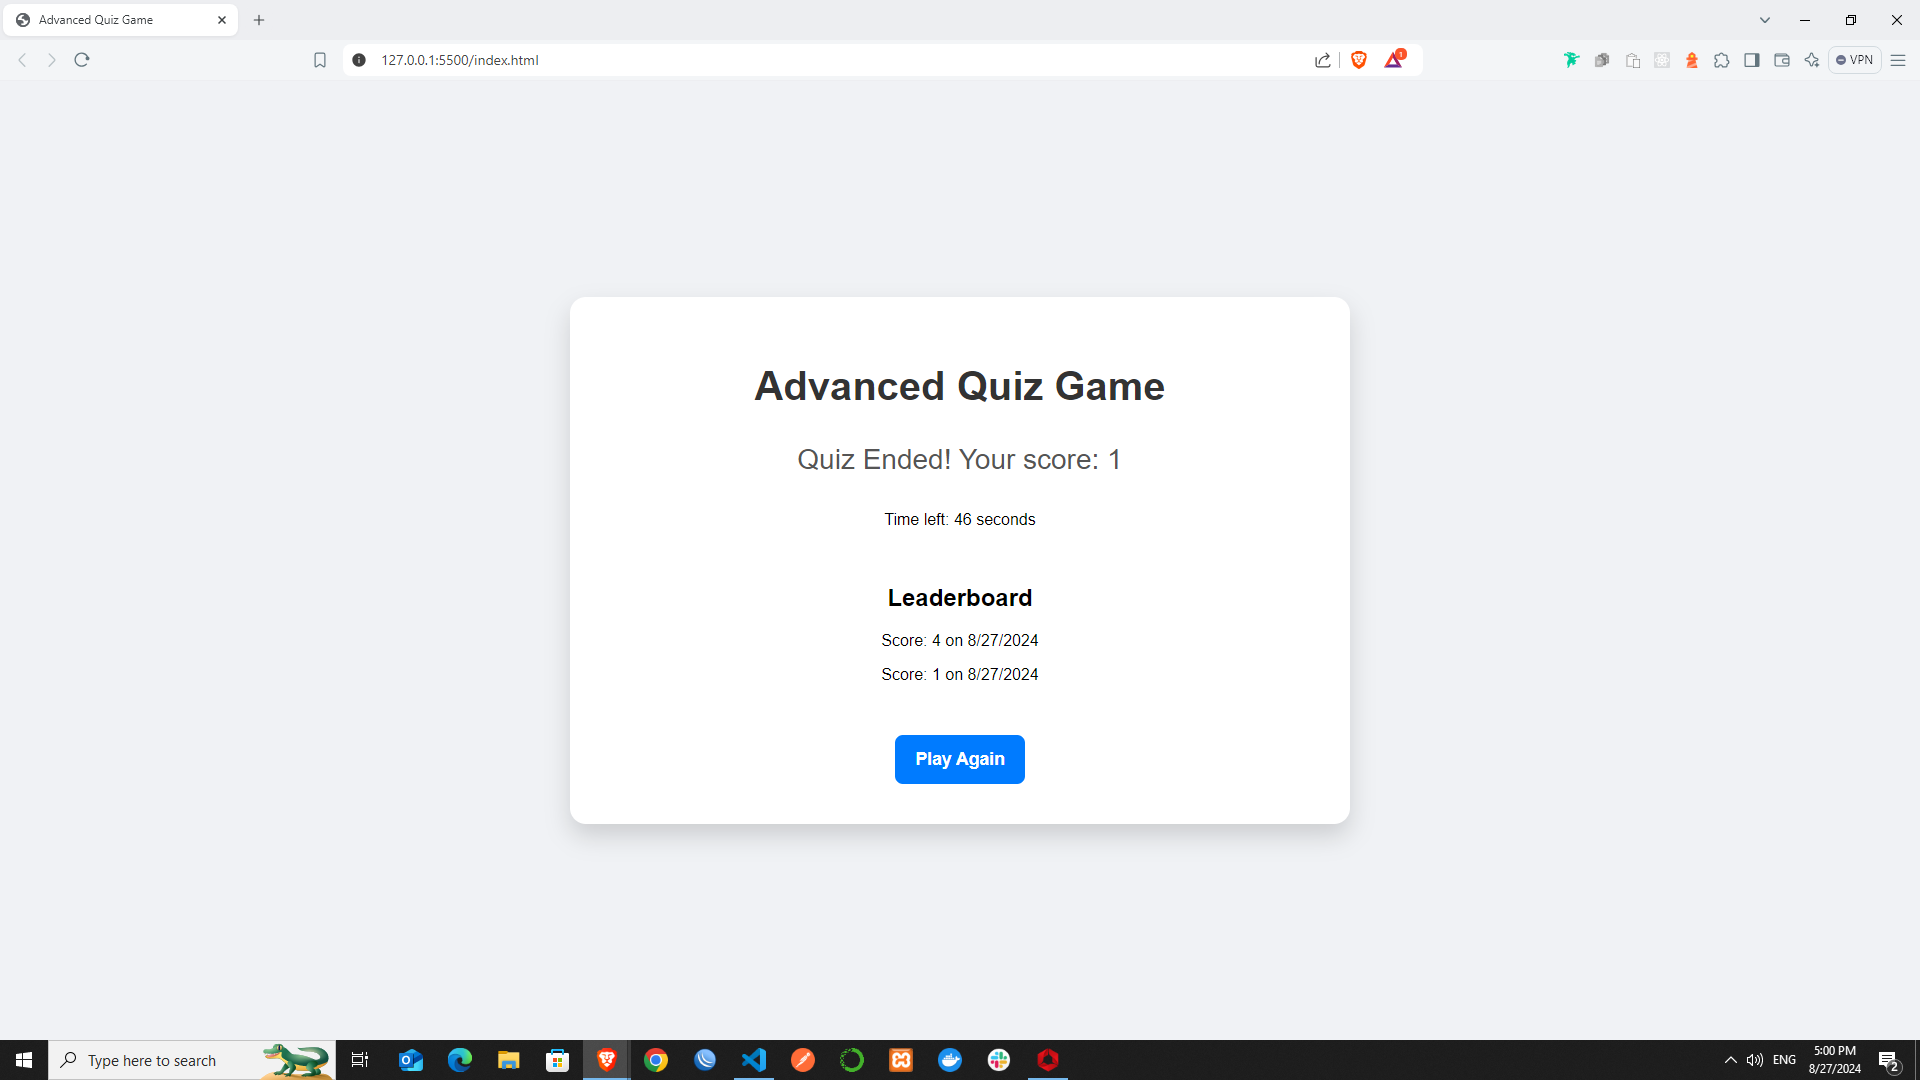 Advanced Quiz Game
127.0.0.1:5500/index.html
1
VPN
Advanced Quiz Game
Quiz Ended! Your score: 1
Time left: 46 seconds
Leaderboard
Score: 4 on 8/27/2024
Score: 1 on 8/27/2024
Play Again
Type here to search
ENG
5:00 PM
8/27/2024
2